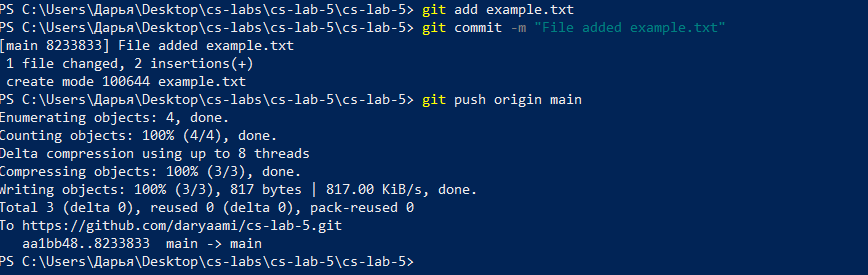 PS C:\Users\Дарья\Desktop\cs-labs\cs-lab-5\cs-lab-5> git add example.txt
PS C:\Users\Дарья\Desktop\cs-labs\cs-lab-5\cs-lab-5> git commit -m "File added example.txt"
[main 8233833] File added example.txt
 1 file changed, 2 insertions(+)
 create mode 100644 example.txt
PS C:\Users\Дарья\Desktop\cs-labs\cs-lab-5\cs-lab-5> git push origin main
Enumerating objects: 4, done.
Counting objects: 100% (4/4), done.
Delta compression using up to 8 threads
Compressing objects: 100% (3/3), done.
Writing objects: 100% (3/3), 817 bytes | 817.00 KiB/s, done.
Total 3 (delta 0), reused 0 (delta 0), pack-reused 0
To https://github.com/daryaami/cs-lab-5.git
   aa1bb48..8233833  main -> main
PS C:\Users\Дарья\Desktop\cs-labs\cs-lab-5\cs-lab-5>